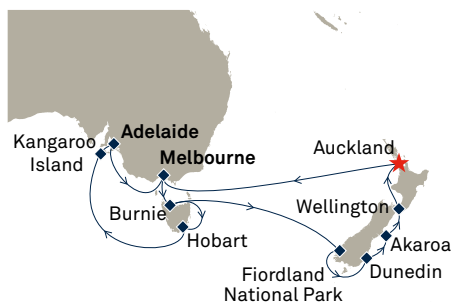 Kangaroo
Island
Adelaide
Melbourne
Auckland
Burnie
Hobart
Wellington
Akaroa
Dunedin
Fiordland
National Park